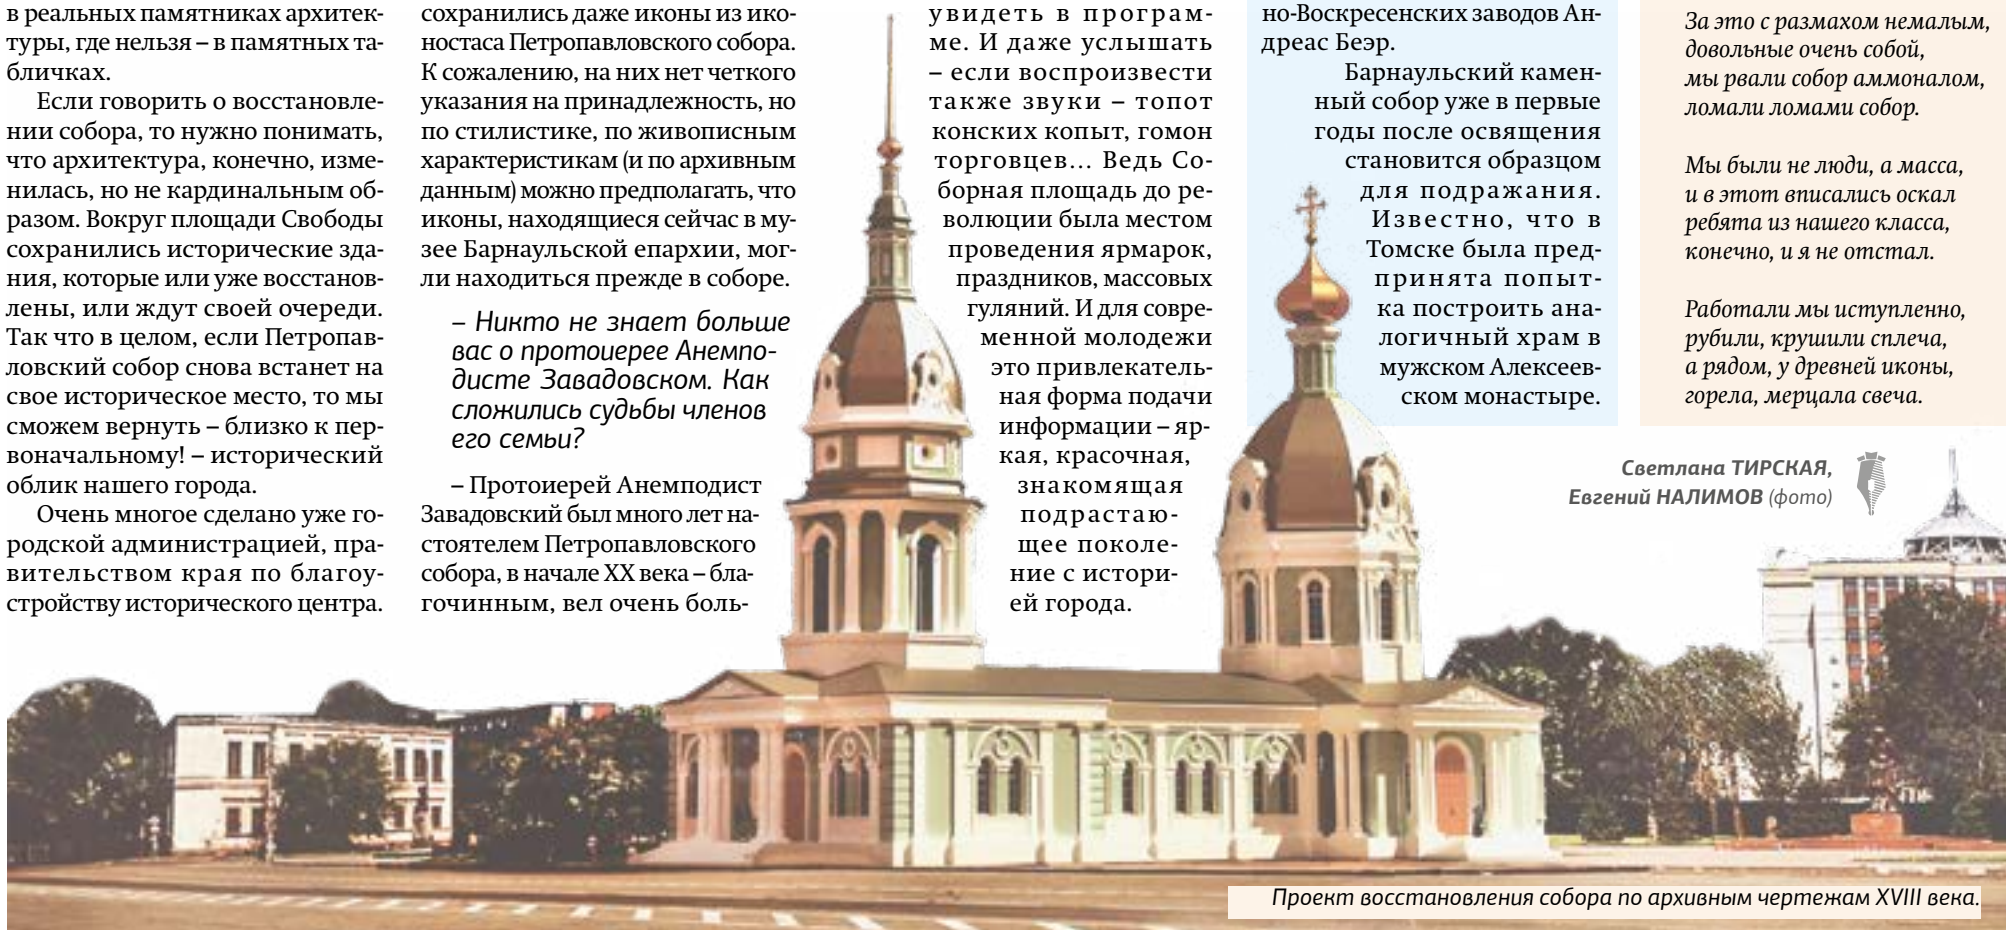 в реальных памятниках архитек-
туры, где нельзя – в памятных та-
бличках.
Если говорить о восстановле-
нии собора, то нужно понимать,
что архитектура, конечно, изме-
нилась, но не кардинальным об-
разом. Вокруг площади Свободы
сохранились исторические зда-
ния, которые или уже восстанов-
лены, или ждут своей очереди.
Так что в целом, если Петропав-
ловский собор снова встанет на
свое историческое место, то мы
сможем вернуть – близко к пер-
воначальному! – исторический
облик нашего города.
Очень многое сделано уже го-
родской администрацией, пра-
вительством края по благоу-
стройству исторического центра.
сохранились даже иконы из ико-
ностаса Петропавловского собора.
К сожалению, на них нет четкого
указания на принадлежность, но
по стилистике, по живописным
характеристикам (и по архивным
данным) можно предполагать, что
иконы, находящиеся сейчас в му-
зее Барнаульской епархии, мог-
ли находиться прежде в соборе.
– Никто не знает больше
вас о протоиерее Анемпо-
дисте Завадовском. Как
сложились судьбы членов
его семьи?
– Протоиерей Анемподист
Завадовский был много лет на-
стоятелем Петропавловского
собора, в начале XX века – бла-
гочинным, вел очень боль-
увидеть в програм-
ме. И даже услышать
– если воспроизвести
также звуки – топот
конских копыт, гомон
торговцев… Ведь Со-
борная площадь до ре-
волюции была местом
проведения ярмарок,
праздников, массовых
гуляний. И для совре-
менной молодежи
это привлекатель-
ная форма подачи
информации – яр-
кая, красочная,
знакомящая
подрастаю-
щее поколе-
ние с истори-
ей города.
но-Воскресенских заводов Ан-
дреас Беэр.
Барнаульский камен-
ный собор уже в первые
годы после освящения
становится образцом
для подражания.
Известно, что в
Томске была пред-
принята попыт-
ка построить ана-
логичный храм в
мужском Алексеев-
ском монастыре.
За это с размахом немалым,
довольные очень собой,
мы рвали собор аммоналом,
ломали ломами собор.
Мы были не люди, а масса,
и в этот вписались оскал
ребята из нашего класса,
конечно, и я не отстал.
Работали мы иступленно,
рубили, крушили сплеча,
а рядом, у древней иконы,
горела, мерцала свеча.
Светлана ТИРСКАЯ,
Евгений НАЛИМОВ (фото)
Проект восстановления собора по архивным чертежам XVIII века.